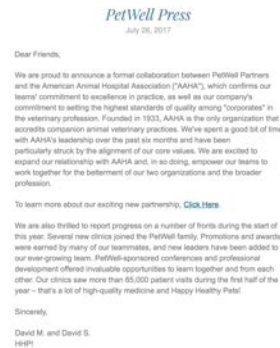 PetWell Press
July 26, 2017
Dear Friends,
We are proud to announce a formal collaboration between PetWell Partners
and the American Animal Hospital Association ("AAHA"), which confirms our
teams' commitment to excellence in practice, as well as our company's
commitment to setting the highest standards of quality among "corporates" in
the veterinary profession. Founded in 1933, AAHA is the only organization that
accredits companion animal veterinary practices. We've spent a good bit of time
with AAHA's leadership over the past six months and have been
particularly struck by the alignment of our core values. We are excited to
expand our relationship with AAHA and, in so doing, empower our teams to
work together for the betterment of our two organizations and the broader
profession.
To learn more about our exciting new partnership, Click Here.
We are also thrilled to report progress on a number of fronts during the start of
this year. Several new clinics joined the PetWell family. Promotions and awards
were earned by many of our teammates, and new leaders have been added to
our ever-growing team. PetWell-sponsored conferences and professional
development offered invaluable opportunities to learn together and from each
other. Our clinics saw more than 65,000 patient visits during the first half of the
year – that's a lot of high-quality medicine and Happy Healthy Pets!
Sincerely,
David M. and David S.
HHP!